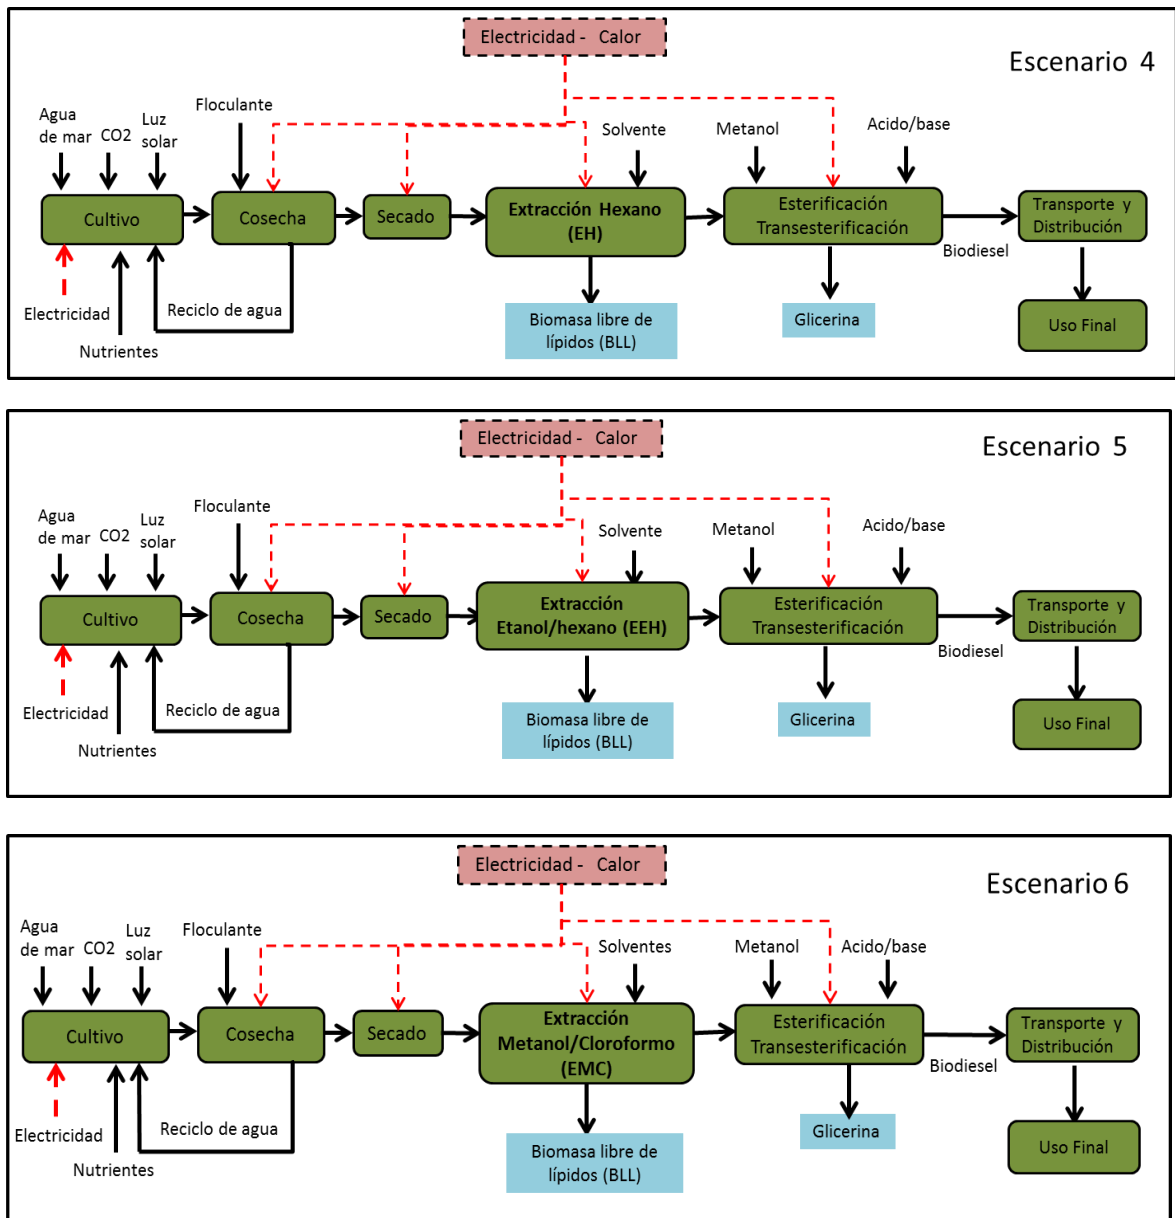 Electricidad - Calor
Escenario 4
Agua
de mar
CO2
Luz
solar
Floculante
Solvente
Metanol
Acido/base
Cultivo
Cosecha
Secado
Extracción Hexano
(EH)
Esterificación
Transesterificación
Biodiesel
Transporte y
Distribución
Electricidad
Nutrientes
Reciclo de agua
Biomasa libre de
lípidos (BLL)
Glicerina
Uso Final
Electricidad - Calor
Escenario 5
Agua
de mar
CO2
Luz
solar
Floculante
Solvente
Metanol
Acido/base
Cultivo
Cosecha
Secado
Extracción
Etanol/hexano (EEH)
Esterificación
Transesterificación
Biodiesel
Transporte y
Distribución
Electricidad
Nutrientes
Reciclo de agua
Biomasa libre de
lípidos (BLL)
Glicerina
Uso Final
Electricidad - Calor
Escenario 6
Agua
de mar
CO2
Luz
solar
Floculante
Solventes
Metanol
Acido/base
Cultivo
Cosecha
Secado
Extracción
Metanol/Cloroformo
(EMC)
Esterificación
Transesterificación
Biodiesel
Transporte y
Distribución
Electricidad
Nutrientes
Reciclo de agua
Biomasa libre de
lípidos (BLL)
Glicerina
Uso Final